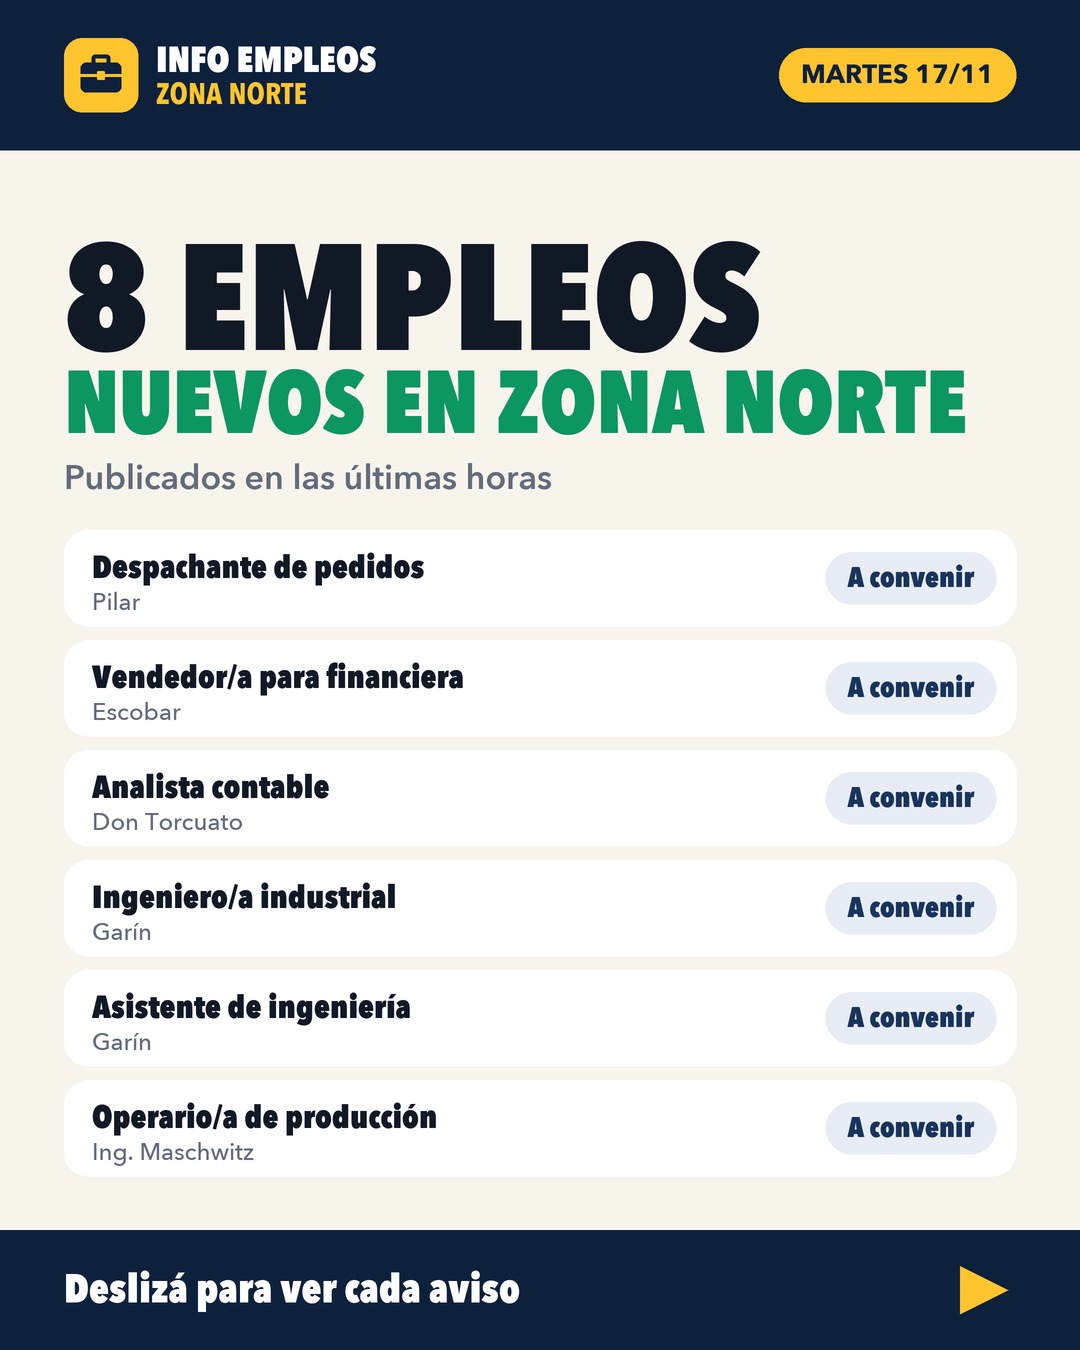 INFO EMPLEOS
ZONA NORTE
MARTES 17/11
8 EMPLEOS
NUEVOS EN ZONA NORTE
Publicados en las últimas horas
Despachante de pedidos
Pilar
A convenir
Vendedor/a para financiera
Escobar
A convenir
Analista contable
Don Torcuato
A convenir
Ingeniero/a industrial
Garín
A convenir
Asistente de ingeniería
Garín
A convenir
Operario/a de producción
Ing. Maschwitz
A convenir
Deslizá para ver cada aviso